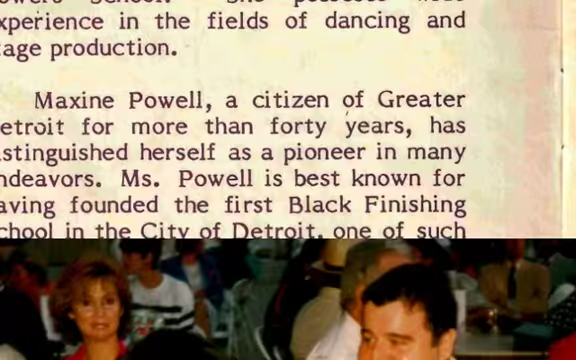 xperience in the fields of dancing and
tage production.
Maxine Powell, a citizen of Greater
etroit for more than forty years, has
stinguished herself as a pioneer in many
ndeavors. Ms. Powell is best known for
aving founded the first Black Finishing
chool in the City of Detroit, one of such